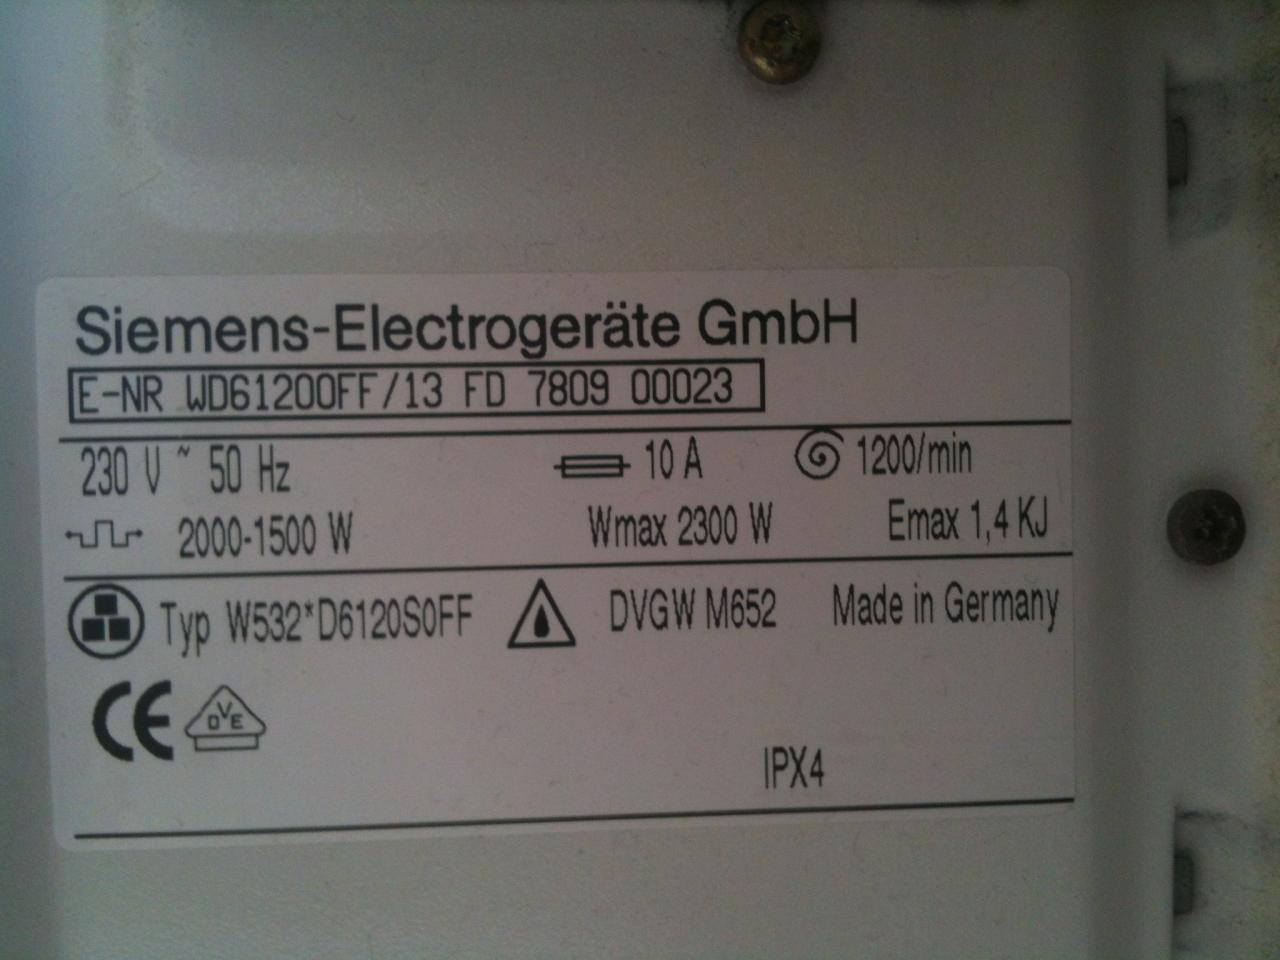 Siemens-Electrogeräte GmbH
E-NR WD61200FF/13 FD 7809 00023
230 V ~ 50 Hz 10 A 1200/min
2000-1500 W Wmax 2300 W Emax 1,4 KJ
Typ W532*D6120S0FF DVGW M652 Made in Germany
CE DVE
IPX4